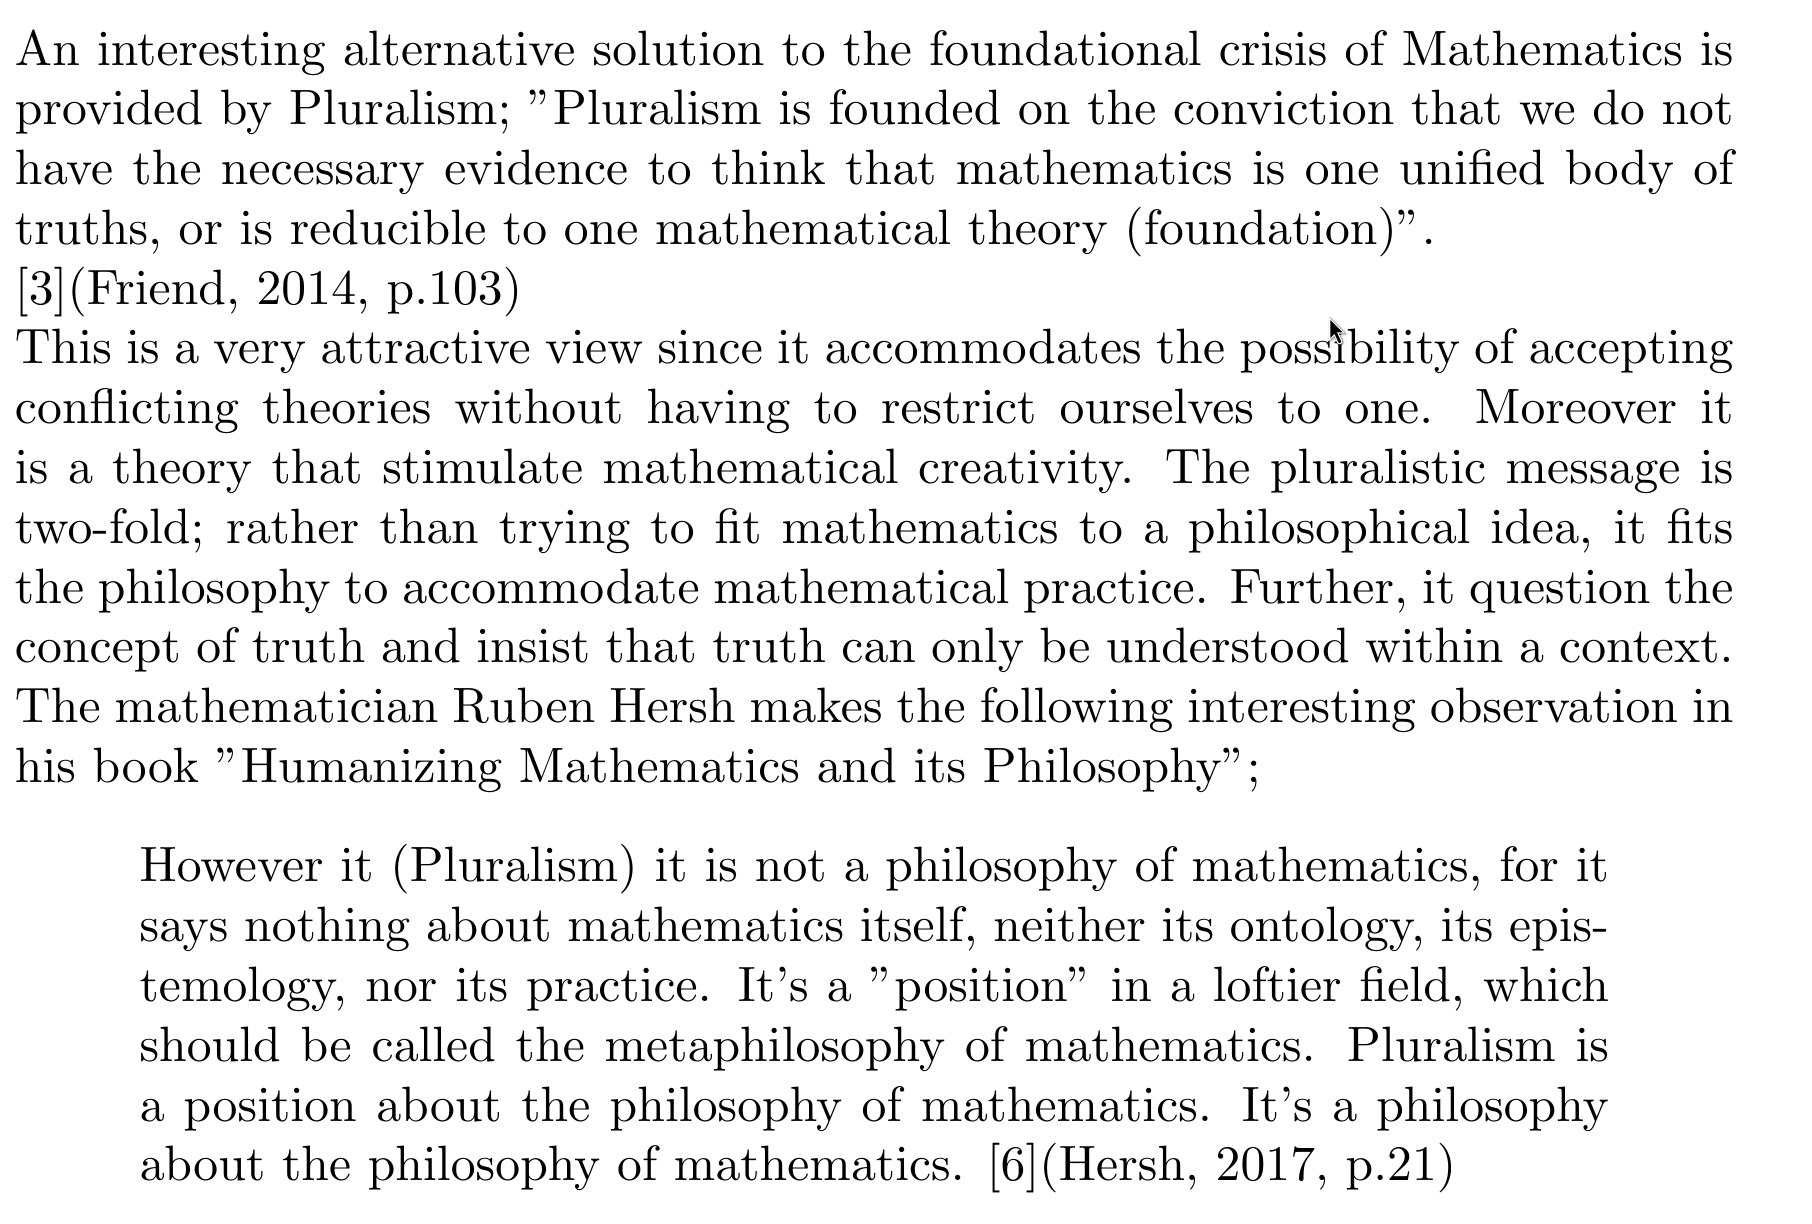 An interesting alternative solution to the foundational crisis of Mathematics is
provided by Pluralism; ”Pluralism is founded on the conviction that we do not
have the necessary evidence to think that mathematics is one unified body of
truths, or is reducible to one mathematical theory (foundation)”.
[3](Friend, 2014, p.103)
This is a very attractive view since it accommodates the possibility of accepting
conflicting theories without having to restrict ourselves to one. Moreover it
is a theory that stimulate mathematical creativity. The pluralistic message is
two-fold; rather than trying to fit mathematics to a philosophical idea, it fits
the philosophy to accommodate mathematical practice. Further, it question the
concept of truth and insist that truth can only be understood within a context.
The mathematician Ruben Hersh makes the following interesting observation in
his book ”Humanizing Mathematics and its Philosophy”;
However it (Pluralism) it is not a philosophy of mathematics, for it
says nothing about mathematics itself, neither its ontology, its epis-
temology, nor its practice. It’s a ”position” in a loftier field, which
should be called the metaphilosophy of mathematics. Pluralism is
a position about the philosophy of mathematics. It’s a philosophy
about the philosophy of mathematics. [6](Hersh, 2017, p.21)